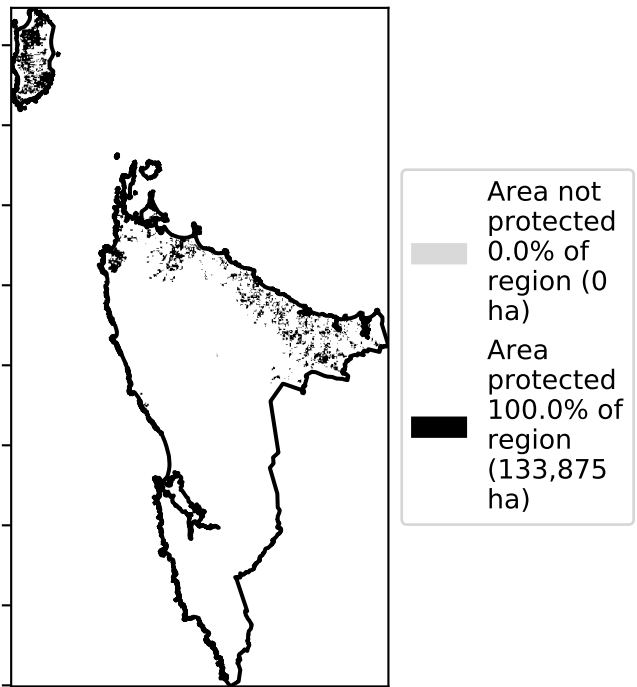 Area not
protected
0.0% of
region (0
ha)
Area
protected
100.0% of
region
(133,875
ha)